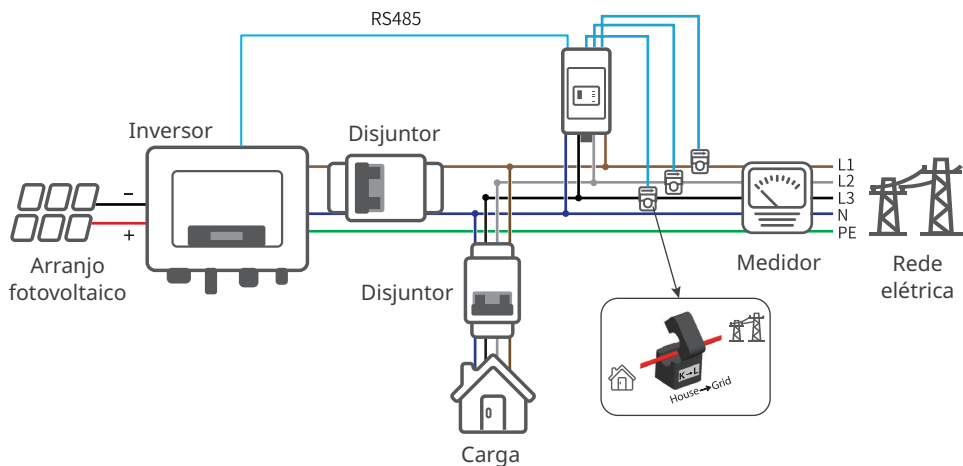 RS485
Inversor
Disjuntor
L1
L2
L3
N
PE
–
+
Arranjo
fotovoltaico
Disjuntor
Medidor
Rede
elétrica
K→L
House→Grid
Carga